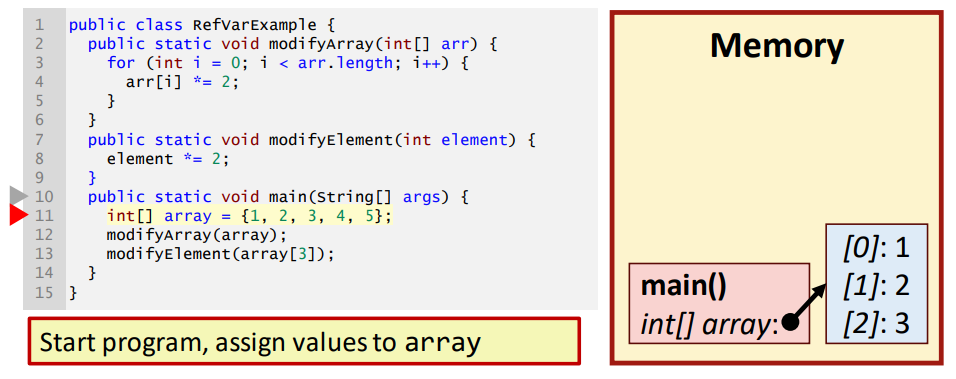 1 public class RefVarExample {
2 public static void modifyArray(int[] arr) {
3 for (int i = 0; i < arr.length; i++) {
4 arr[i] *= 2;
5 }
6 }
7 public static void modifyElement(int element) {
8 element *= 2;
9 }
10 public static void main(String[] args) {
11 int[] array = {1, 2, 3, 4, 5};
12 modifyArray(array);
13 modifyElement(array[3]);
14 }
15 }
Start program, assign values to array
Memory
main()
int[] array:
[0]: 1
[1]: 2
[2]: 3